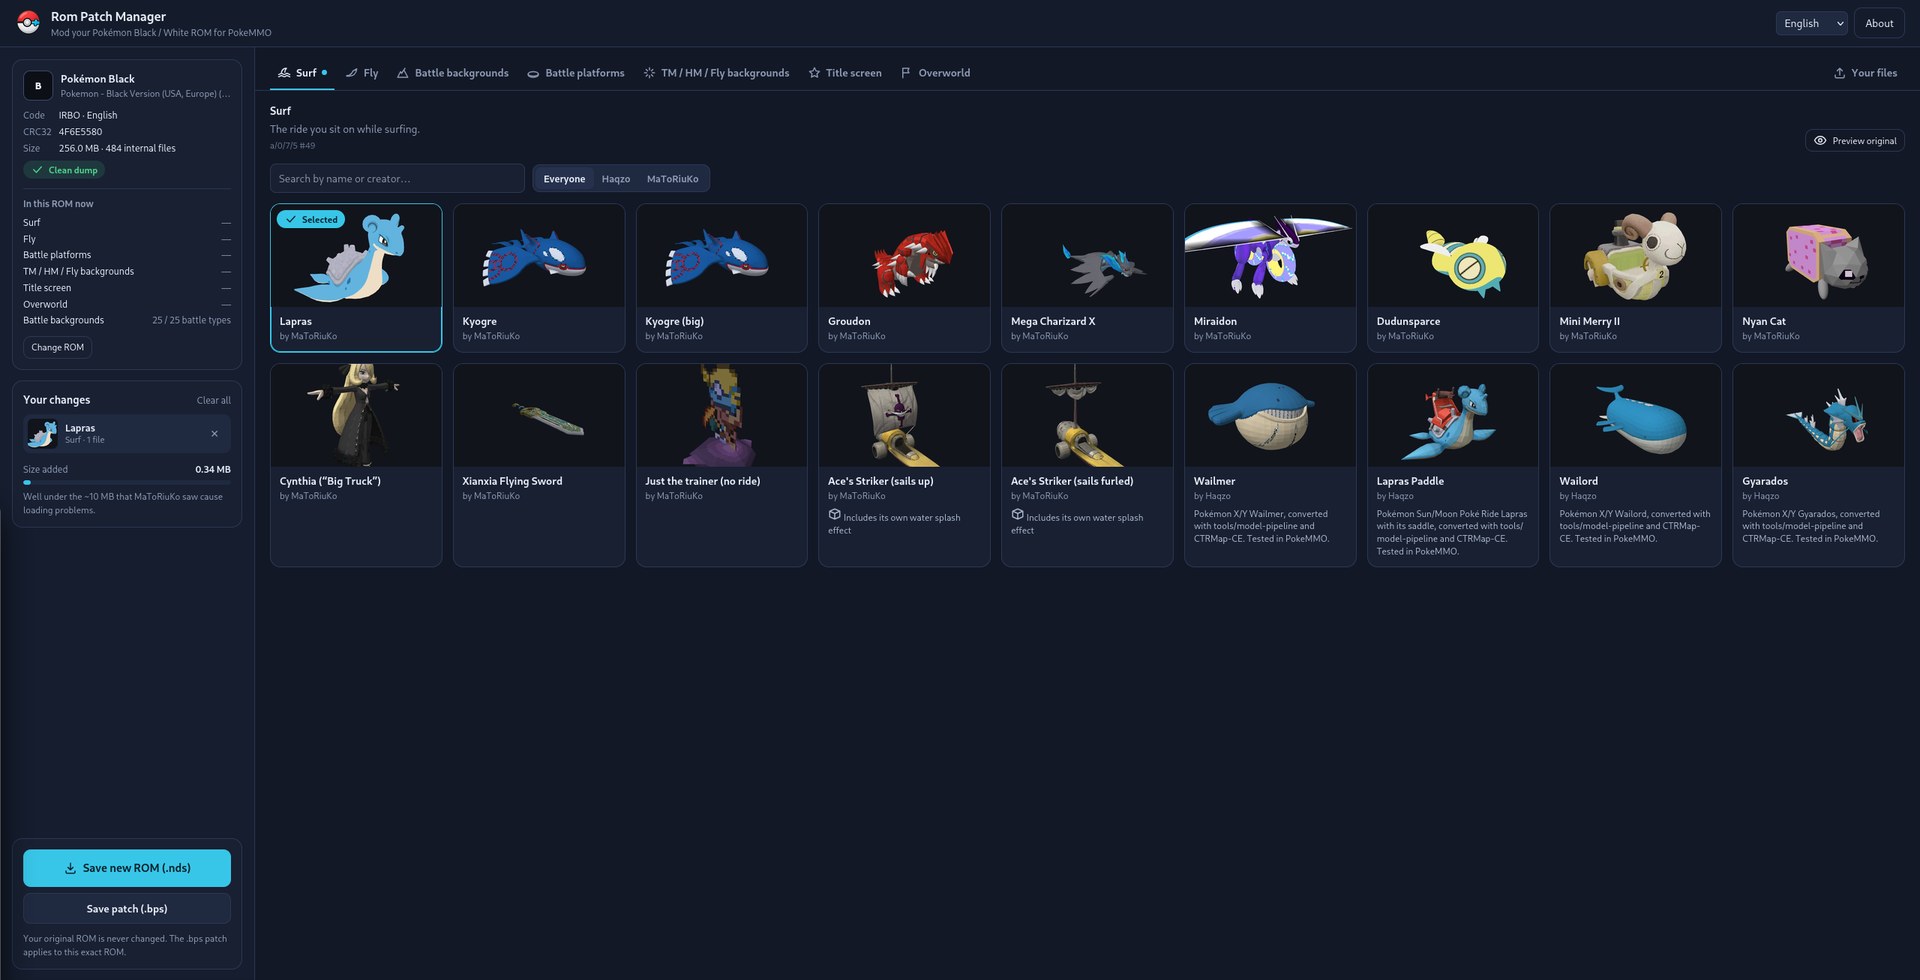 Rom Patch Manager
Mod your Pokémon Black / White ROM for PokeMMO
English
About
B
Pokémon Black
Pokemon - Black Version (USA, Europe) (...
Code IRBO · English
CRC32 4F6E5580
Size 256.0 MB · 484 internal files
Clean dump
In this ROM now
Surf —
Fly —
Battle platforms —
TM / HM / Fly backgrounds —
Title screen —
Overworld —
Battle backgrounds 25 / 25 battle types
Change ROM
Your changes
Clear all
Lapras
Surf · 1 file
Size added 0.34 MB
Well under the ~10 MB that MaToRiuKo saw cause
loading problems.
Save new ROM (.nds)
Save patch (.bps)
Your original ROM is never changed. The .bps patch
applies to this exact ROM.
Surf
Fly
Battle backgrounds
Battle platforms
TM / HM / Fly backgrounds
Title screen
Overworld
Your files
Surf
The ride you sit on while surfing.
a/0/7/5 #49
Preview original
Search by name or creator...
Everyone
Haqzo
MaToRiuKo
Selected
Lapras
by MaToRiuKo
Kyogre
by MaToRiuKo
Kyogre (big)
by MaToRiuKo
Groudon
by MaToRiuKo
Mega Charizard X
by MaToRiuKo
Miraidon
by MaToRiuKo
Dudunsparce
by MaToRiuKo
2
Mini Merry II
by MaToRiuKo
Nyan Cat
by MaToRiuKo
Cynthia (“Big Truck”)
by MaToRiuKo
Xianxia Flying Sword
by MaToRiuKo
Just the trainer (no ride)
by MaToRiuKo
Ace's Striker (sails up)
by MaToRiuKo
Includes its own water splash
effect
Ace's Striker (sails furled)
by MaToRiuKo
Includes its own water splash
effect
Wailmer
by Haqzo
Pokémon X/Y Wailmer, converted
with tools/model-pipeline and
CTRMap-CE. Tested in PokeMMO.
Lapras Paddle
by Haqzo
Pokémon Sun/Moon Poké Ride Lapras
with its saddle, converted with tools/
model-pipeline and CTRMap-CE.
Tested in PokeMMO.
Wailord
by Haqzo
Pokémon X/Y Wailord, converted with
tools/model-pipeline and CTRMap-
CE. Tested in PokeMMO.
Gyarados
by Haqzo
Pokémon X/Y Gyarados, converted
with tools/model-pipeline and
CTRMap-CE. Tested in PokeMMO.